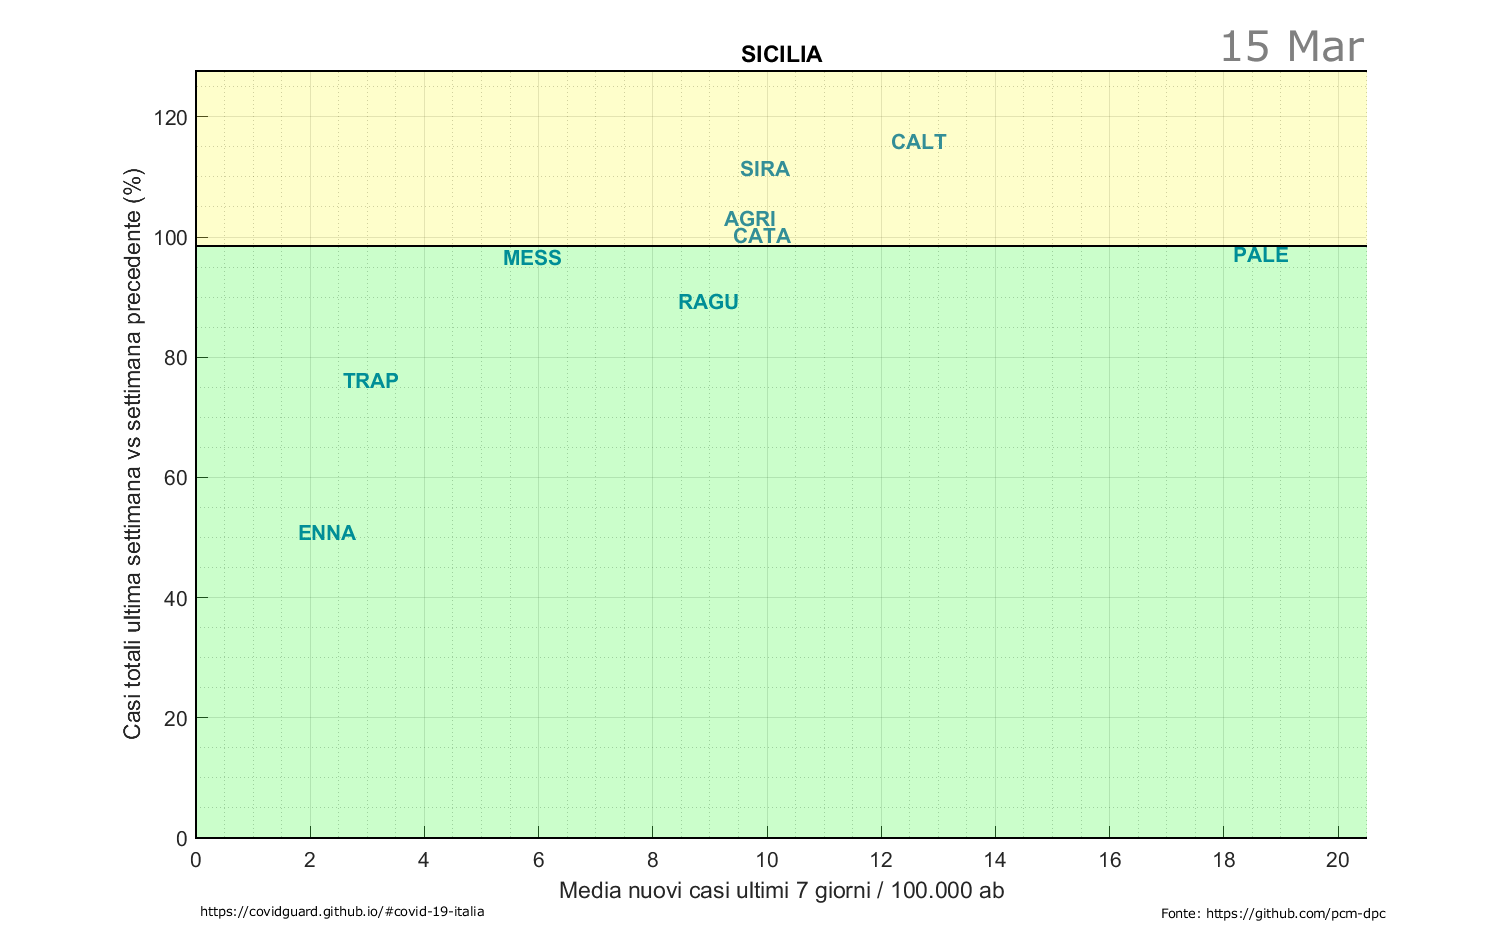 15 Mar
SICILIA
120
100
80
60
40
20
0
Casi totali ultima settimana vs settimana precedente (%)
CALT
SIRA
AGRI
CATA
MESS
PALE
RAGU
TRAP
ENNA
0 2 4 6 8 10 12 14 16 18 20
Media nuovi casi ultimi 7 giorni / 100.000 ab
https://covidguard.github.io/#covid-19-italia
Fonte: https://github.com/pcm-dpc